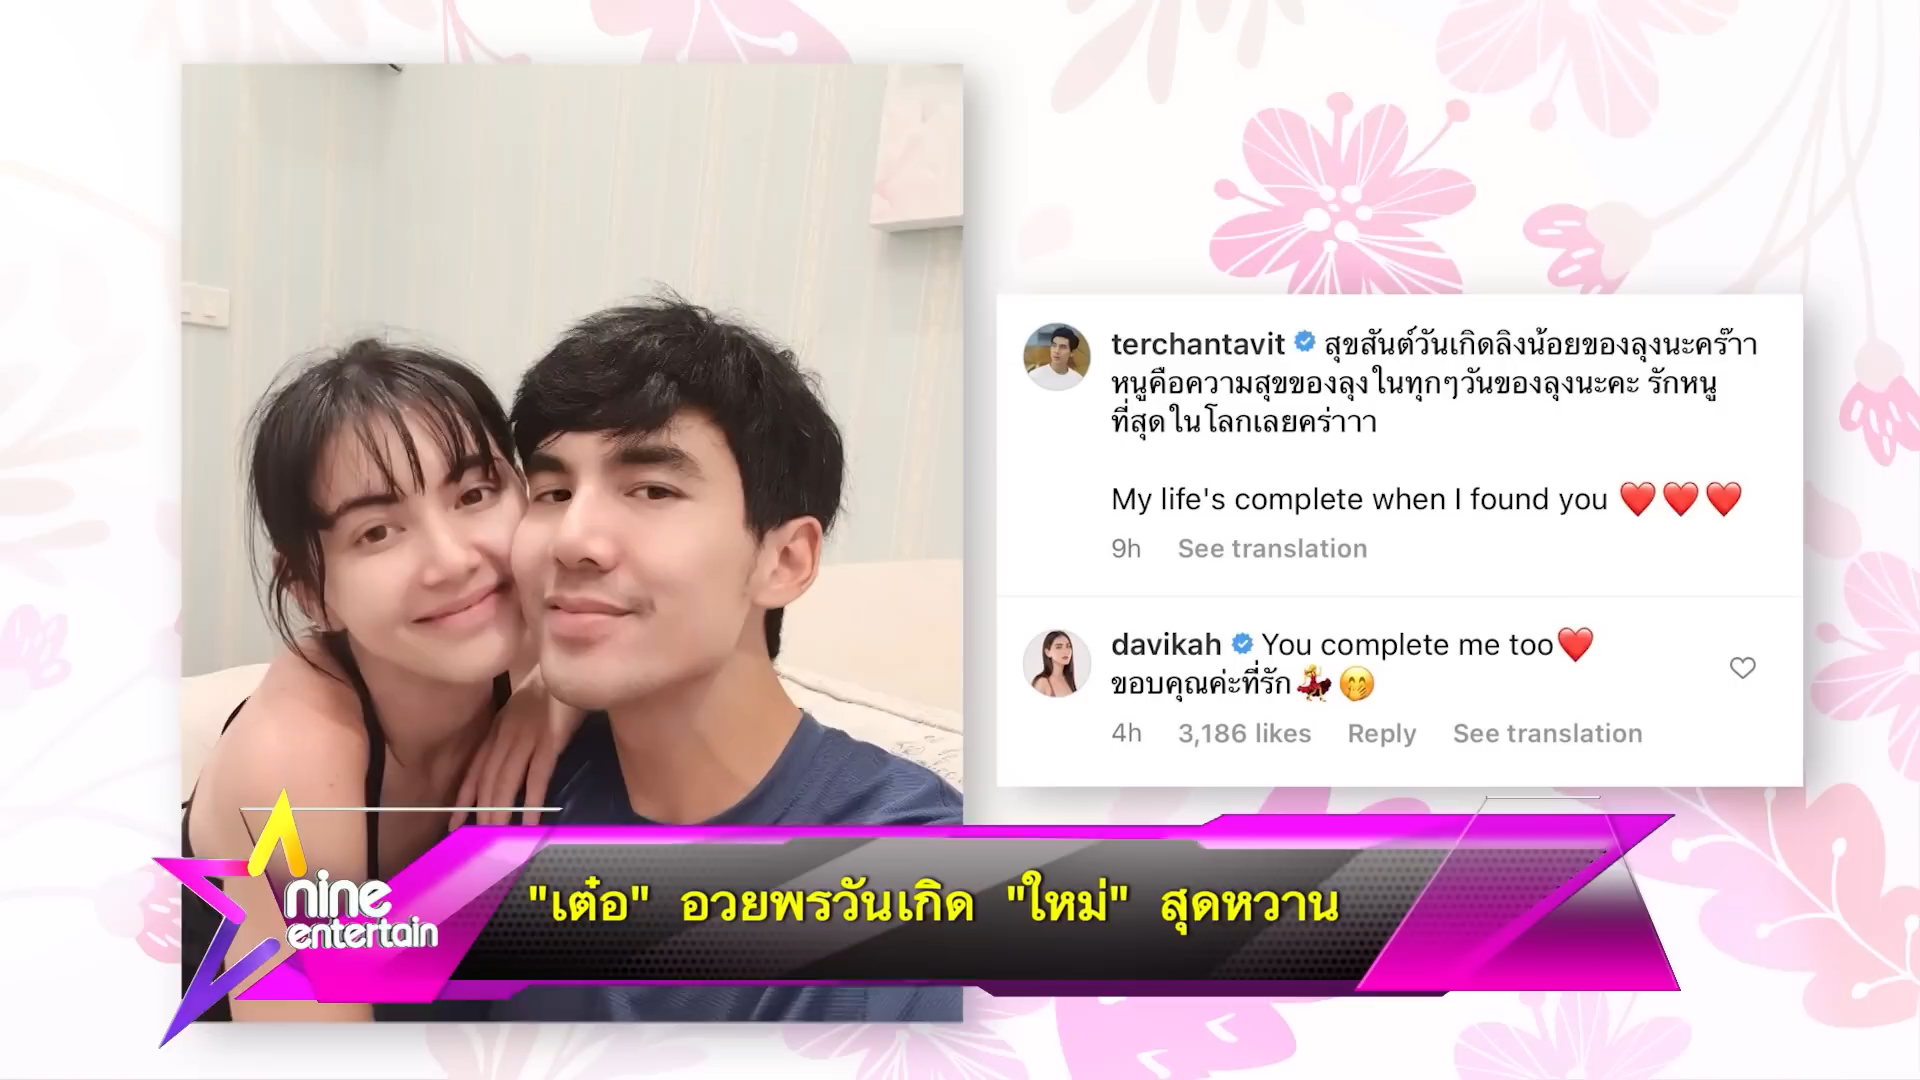 terchantavit สุขสันต์วันเกิดลิงน้อยของลุงนะคร๊าา
หนูคือความสุขของลุงในทุกๆวันของลุงนะคะ รักหนู
ที่สุดในโลกเลยคร่าาา
My life's complete when I found you ❤️❤️❤️
9h See translation
davikah You complete me too❤️
ขอบคุณค่ะที่รัก💃🤭
4h 3,186 likes Reply See translation
nine
entertain
"เต๋อ" อวยพรวันเกิด "ใหม่" สุดหวาน